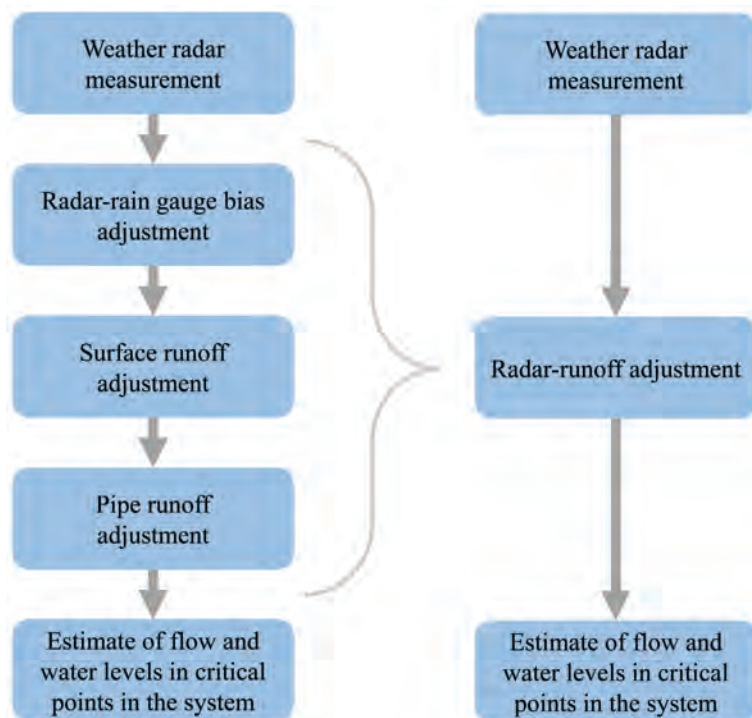 Weather radar
measurement
Radar-rain gauge bias
adjustment
Surface runoff
adjustment
Pipe runoff
adjustment
Estimate of flow and
water levels in critical
points in the system
Weather radar
measurement
Radar-runoff adjustment
Estimate of flow and
water levels in critical
points in the system